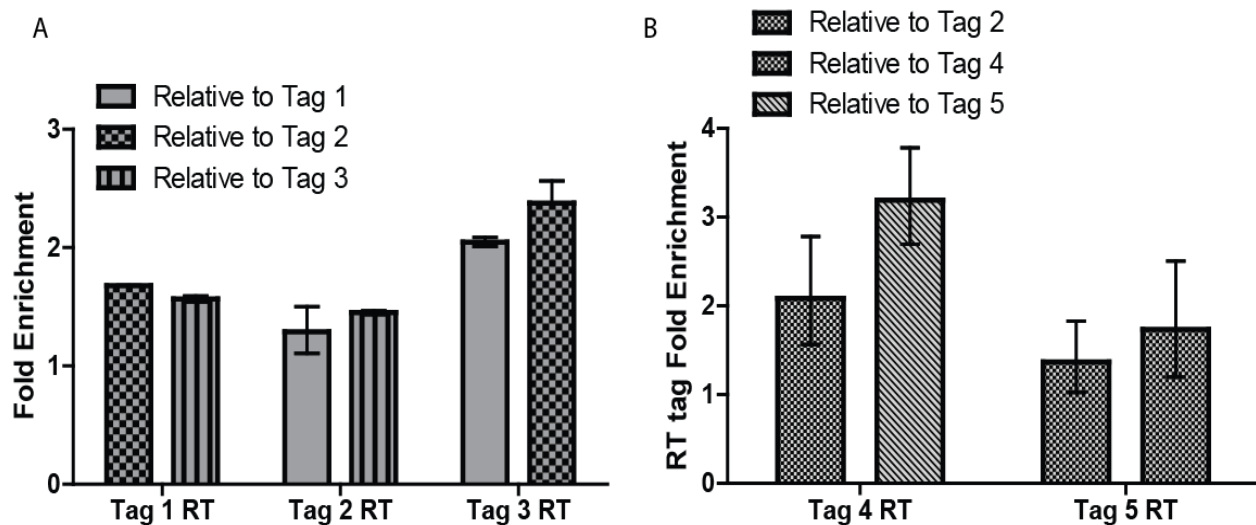 A
Relative to Tag 1
Relative to Tag 2
Relative to Tag 3
Fold Enrichment
3
2
1
0
Tag 1 RT Tag 2 RT Tag 3 RT
B
Relative to Tag 2
Relative to Tag 4
Relative to Tag 5
RT tag Fold Enrichment
4
3
2
1
0
Tag 4 RT Tag 5 RT